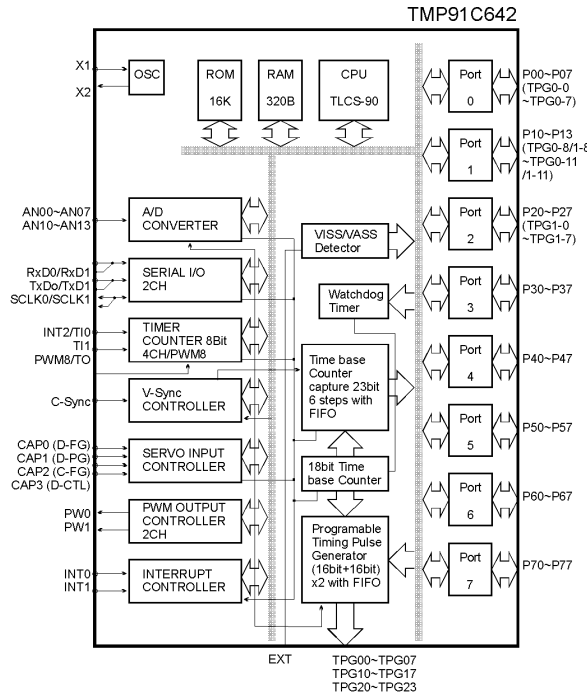 TMP91C642
X1
X2
OSC
ROM
16K
RAM
320B
CPU
TLCS-90
Port
0
P00~P07
(TPG0-0
~TPG0-7)
Port
1
P10~P13
(TPG0-8/1-8
~TPG0-11
/1-11)
AN00~AN07
AN10~AN13
A/D
CONVERTER
VISS/VASS
Detector
Port
2
P20~P27
(TPG1-0
~TPG1-7)
RxD0/RxD1
TxDo/TxD1
SCLK0/SCLK1
SERIAL I/O
2CH
Watchdog
Timer
Port
3
P30~P37
INT2/TI0
TI1
PWM8/TO
TIMER
COUNTER 8Bit
4CH/PWM8
Time base
Counter
capture 23bit
6 steps with
FIFO
Port
4
P40~P47
C-Sync
V-Sync
CONTROLLER
Port
5
P50~P57
CAP0 (D-FG)
CAP1 (D-PG)
CAP2 (C-FG)
CAP3 (D-CTL)
SERVO INPUT
CONTROLLER
18bit Time
base Counter
Port
6
P60~P67
PW0
PW1
PWM OUTPUT
CONTROLLER
2CH
Programable
Timing Pulse
Generator
(16bit+16bit)
x2 with FIFO
Port
7
P70~P77
INT0
INT1
INTERRUPT
CONTROLLER
EXT
TPG00~TPG07
TPG10~TPG17
TPG20~TPG23